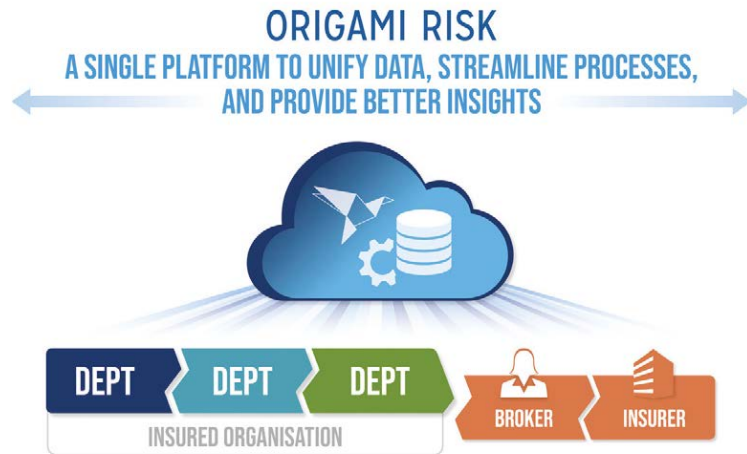 ORIGAMI RISK
A SINGLE PLATFORM TO UNIFY DATA, STREAMLINE PROCESSES,
AND PROVIDE BETTER INSIGHTS
DEPT
DEPT
DEPT
BROKER
INSURER
INSURED ORGANISATION